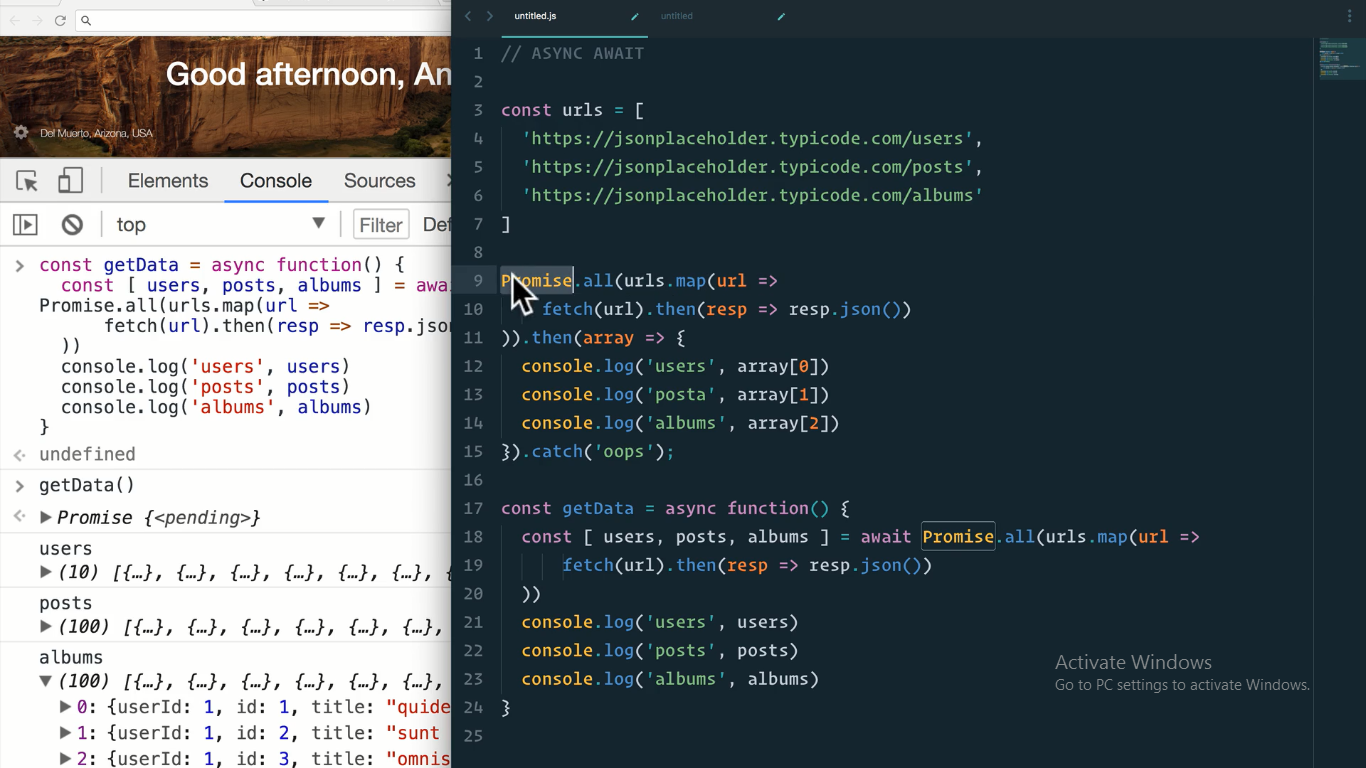 Good afternoon, An
Del Muerto, Arizona, USA
Elements Console Sources
top Filter Def
> const getData = async function() {
const [ users, posts, albums ] = awa
Promise.all(urls.map(url =>
fetch(url).then(resp => resp.json
))
console.log('users', users)
console.log('posts', posts)
console.log('albums', albums)
}
undefined
> getData()
Promise {<pending>}
users
(10) [{…}, {…}, {…}, {…}, {…}, {…}, {
posts
(100) [{…}, {…}, {…}, {…}, {…}, {…},
albums
(100) [{…}, {…}, {…}, {…}, {…}, {…},
0: {userId: 1, id: 1, title: "quide
1: {userId: 1, id: 2, title: "sunt
2: {userId: 1, id: 3, title: "omnis
untitled.js untitled
1 // ASYNC AWAIT
2
3 const urls = [
4 'https://jsonplaceholder.typicode.com/users',
5 'https://jsonplaceholder.typicode.com/posts',
6 'https://jsonplaceholder.typicode.com/albums'
7 ]
8
9 Promise.all(urls.map(url =>
10 fetch(url).then(resp => resp.json())
11 )).then(array => {
12 console.log('users', array[0])
13 console.log('posta', array[1])
14 console.log('albums', array[2])
15 }).catch('oops');
16
17 const getData = async function() {
18 const [ users, posts, albums ] = await Promise.all(urls.map(url =>
19 fetch(url).then(resp => resp.json())
20 ))
21 console.log('users', users)
22 console.log('posts', posts)
23 console.log('albums', albums)
24 }
25
Activate Windows
Go to PC settings to activate Windows.